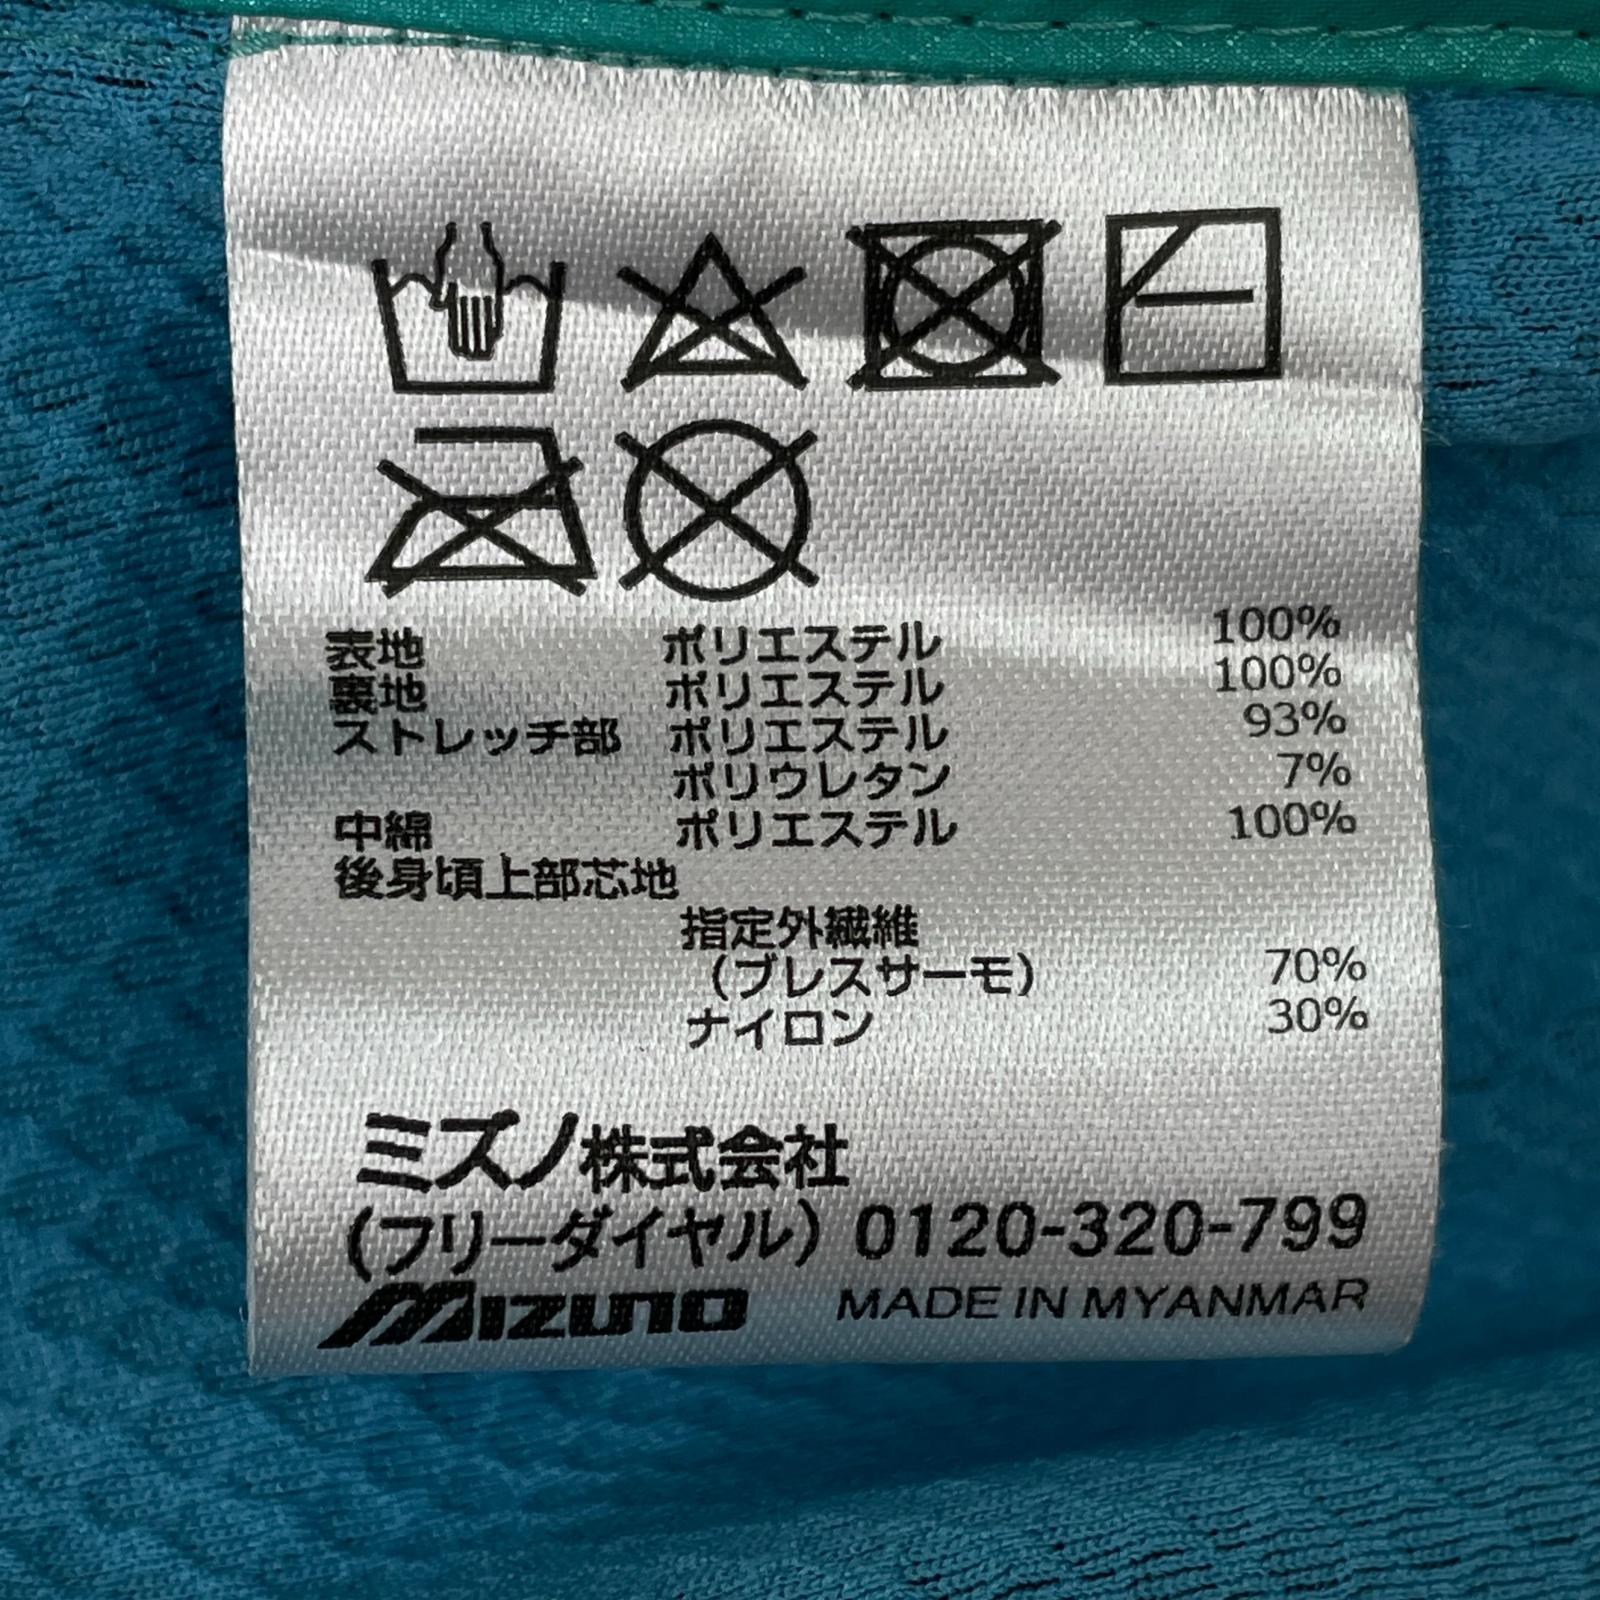 表地 ポリエステル 100%
裏地 ポリエステル 100%
ストレッチ部 ポリエステル 93%
ポリウレタン 7%
中綿 ポリエステル 100%
後身頃上部芯地
指定外繊維
(ブレスサーモ) 70%
ナイロン 30%
ミズノ株式会社
(フリーダイヤル) 0120-320-799
MIZUNO MADE IN MYANMAR